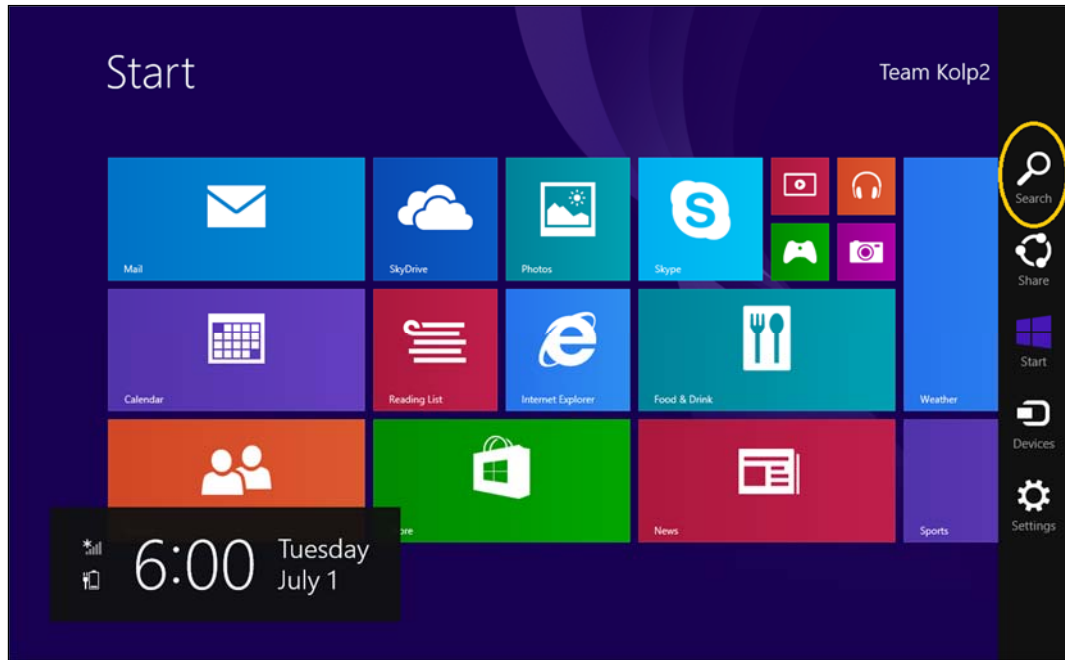 Start
Team Kolp2
Search
Share
Start
Devices
Settings
Mail
SkyDrive
Photos
Skype
Calendar
Reading List
Internet Explorer
Food & Drink
Weather
ore
News
Sports
6:00
Tuesday
July 1